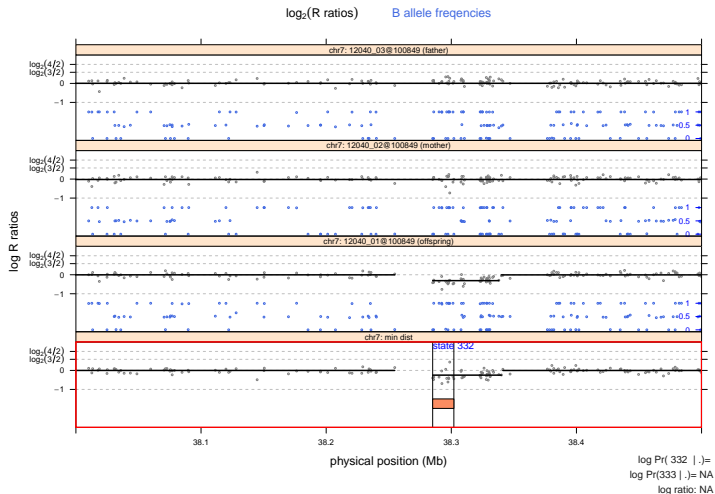 log2(R ratios) B allele freqencies
chr7: 12040_03@100849 (father)
log2(4/2)
log2(3/2)
0
−1
1
0.5
0
chr7: 12040_02@100849 (mother)
log2(4/2)
log2(3/2)
0
−1
1
0.5
0
chr7: 12040_01@100849 (offspring)
log2(4/2)
log2(3/2)
0
−1
1
0.5
0
chr7: min dist
state 332
log2(4/2)
log2(3/2)
0
−1
log R ratios
38.1 38.2 38.3 38.4
physical position (Mb)
log Pr( 332 | .)=
log Pr(333 | .)= NA
log ratio: NA